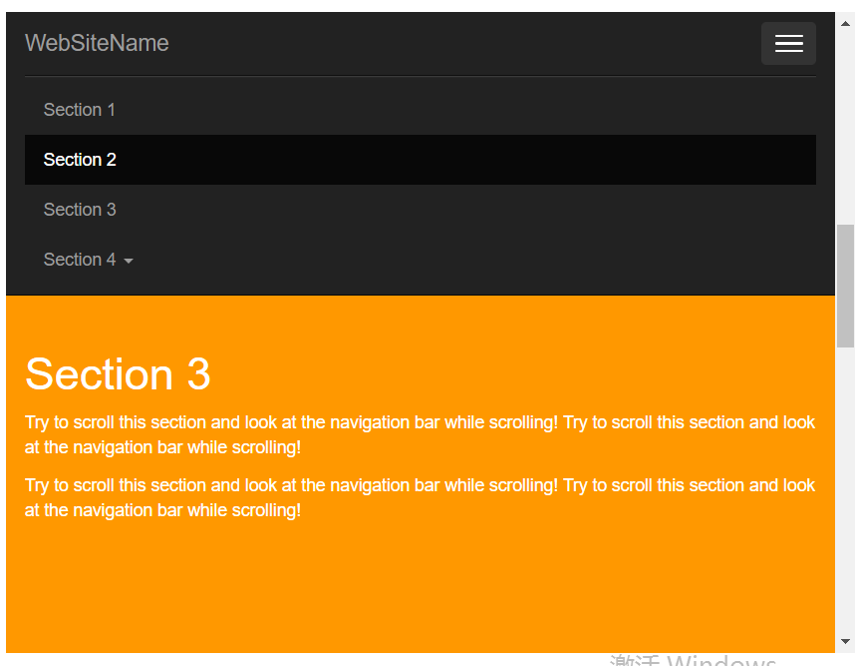 WebSiteName
Section 1
Section 2
Section 3
Section 4
Section 3
Try to scroll this section and look at the navigation bar while scrolling! Try to scroll this section and look
at the navigation bar while scrolling!
Try to scroll this section and look at the navigation bar while scrolling! Try to scroll this section and look
at the navigation bar while scrolling!
激活 Windows